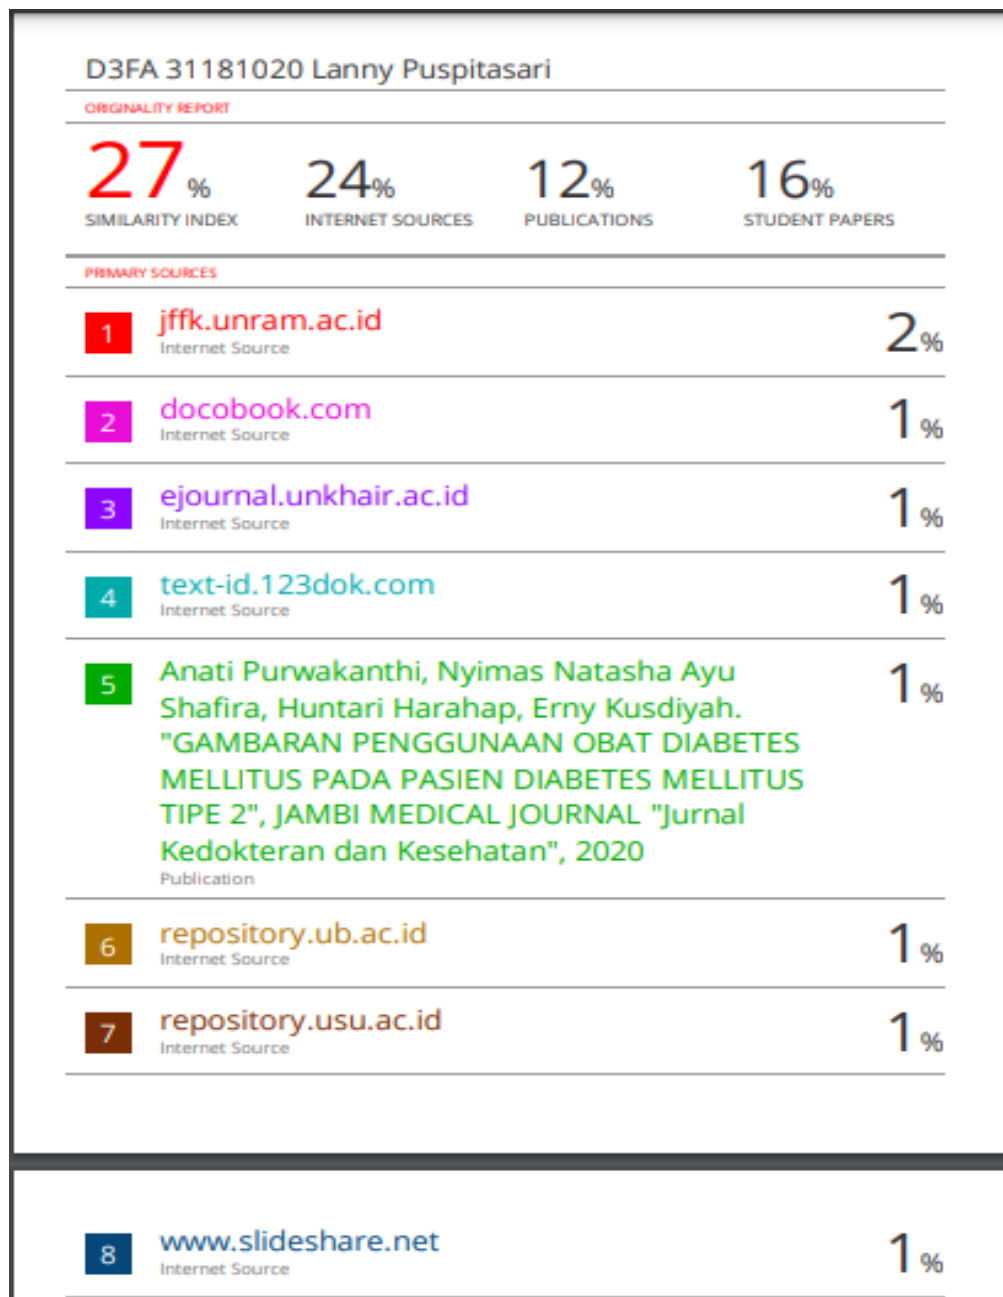 D3FA 31181020 Lanny Puspitasari
ORIGINALITY REPORT
27% 24% 12% 16%
SIMILARITY INDEX INTERNET SOURCES PUBLICATIONS STUDENT PAPERS
PRIMARY SOURCES
1 jffk.unram.ac.id 2%
Internet Source
2 docobook.com 1%
Internet Source
3 ejournal.unkhair.ac.id 1%
Internet Source
4 text-id.123dok.com 1%
Internet Source
5 Anati Purwakanthi, Nyimas Natasha Ayu 1%
Shafira, Huntari Harahap, Erny Kusdiyah.
"GAMBARAN PENGGUNAAN OBAT DIABETES
MELLITUS PADA PASIEN DIABETES MELLITUS
TIPE 2", JAMBI MEDICAL JOURNAL "Jurnal
Kedokteran dan Kesehatan", 2020
Publication
6 repository.ub.ac.id 1%
Internet Source
7 repository.usu.ac.id 1%
Internet Source
8 www.slideshare.net 1%
Internet Source